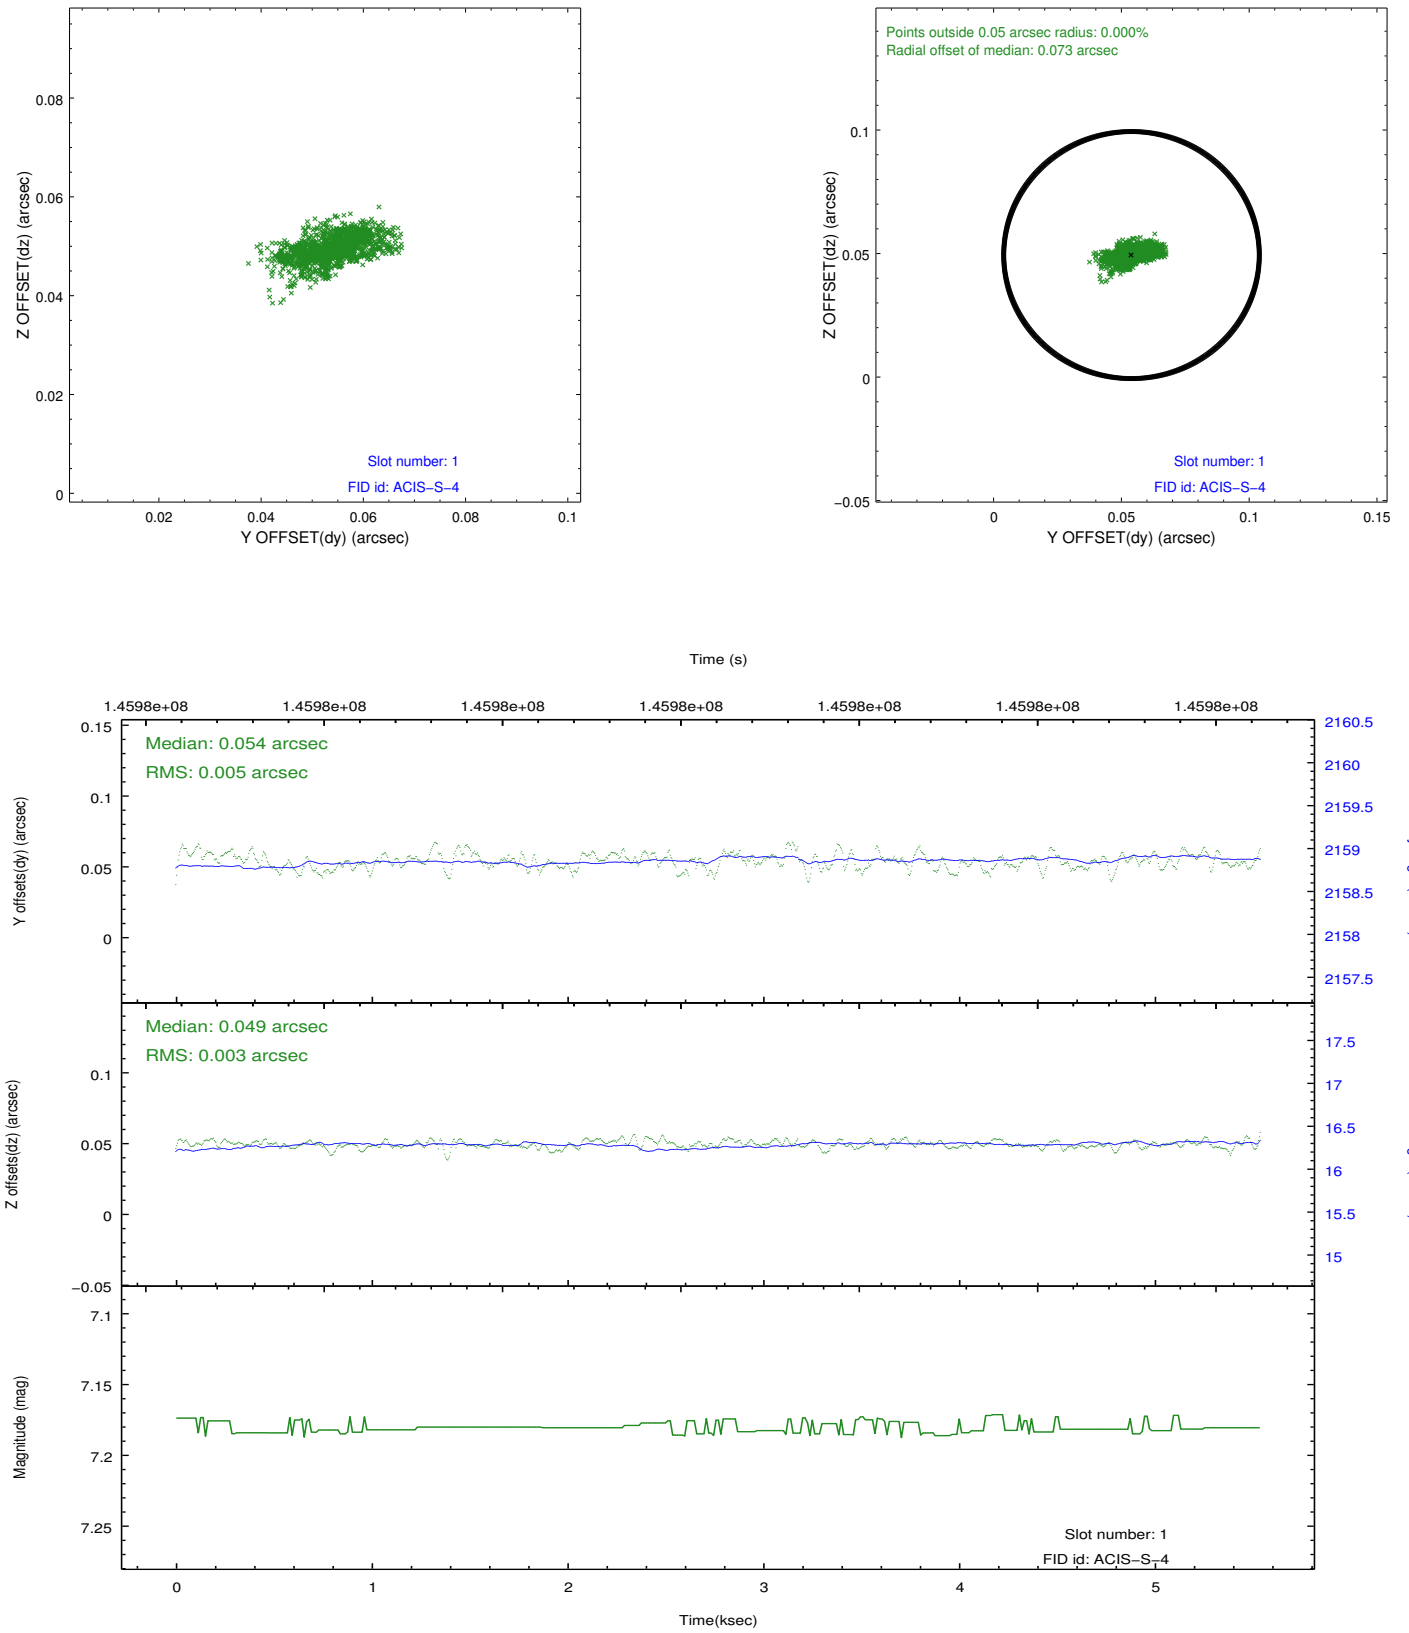 Points outside 0.05 arcsec radius: 0.000%
Radial offset of median: 0.073 arcsec
0.08
0.06
0.04
0.02
0
Z OFFSET(dz) (arcsec)
Slot number: 1
FID id: ACIS-S-4
0.02 0.04 0.06 0.08 0.1
Y OFFSET(dy) (arcsec)
0.1
0.05
0
−0.05
Z OFFSET(dz) (arcsec)
Slot number: 1
FID id: ACIS-S-4
0 0.05 0.1 0.15
Y OFFSET(dy) (arcsec)
Time (s)
1.4598e+08 1.4598e+08 1.4598e+08 1.4598e+08 1.4598e+08 1.4598e+08 1.4598e+08
Median: 0.054 arcsec
RMS: 0.005 arcsec
0.15
0.1
0.05
0
Y offsets(dy) (arcsec)
2160.5
2160
2159.5
2159
2158.5
2158
2157.5
Median: 0.049 arcsec
RMS: 0.003 arcsec
0.1
0.05
0
−0.05
Z offsets(dz) (arcsec)
17.5
17
16.5
16
15.5
15
7.1
7.15
7.2
7.25
Magnitude (mag)
Slot number: 1
FID id: ACIS-S-4
0 1 2 3 4 5
Time(ksec)